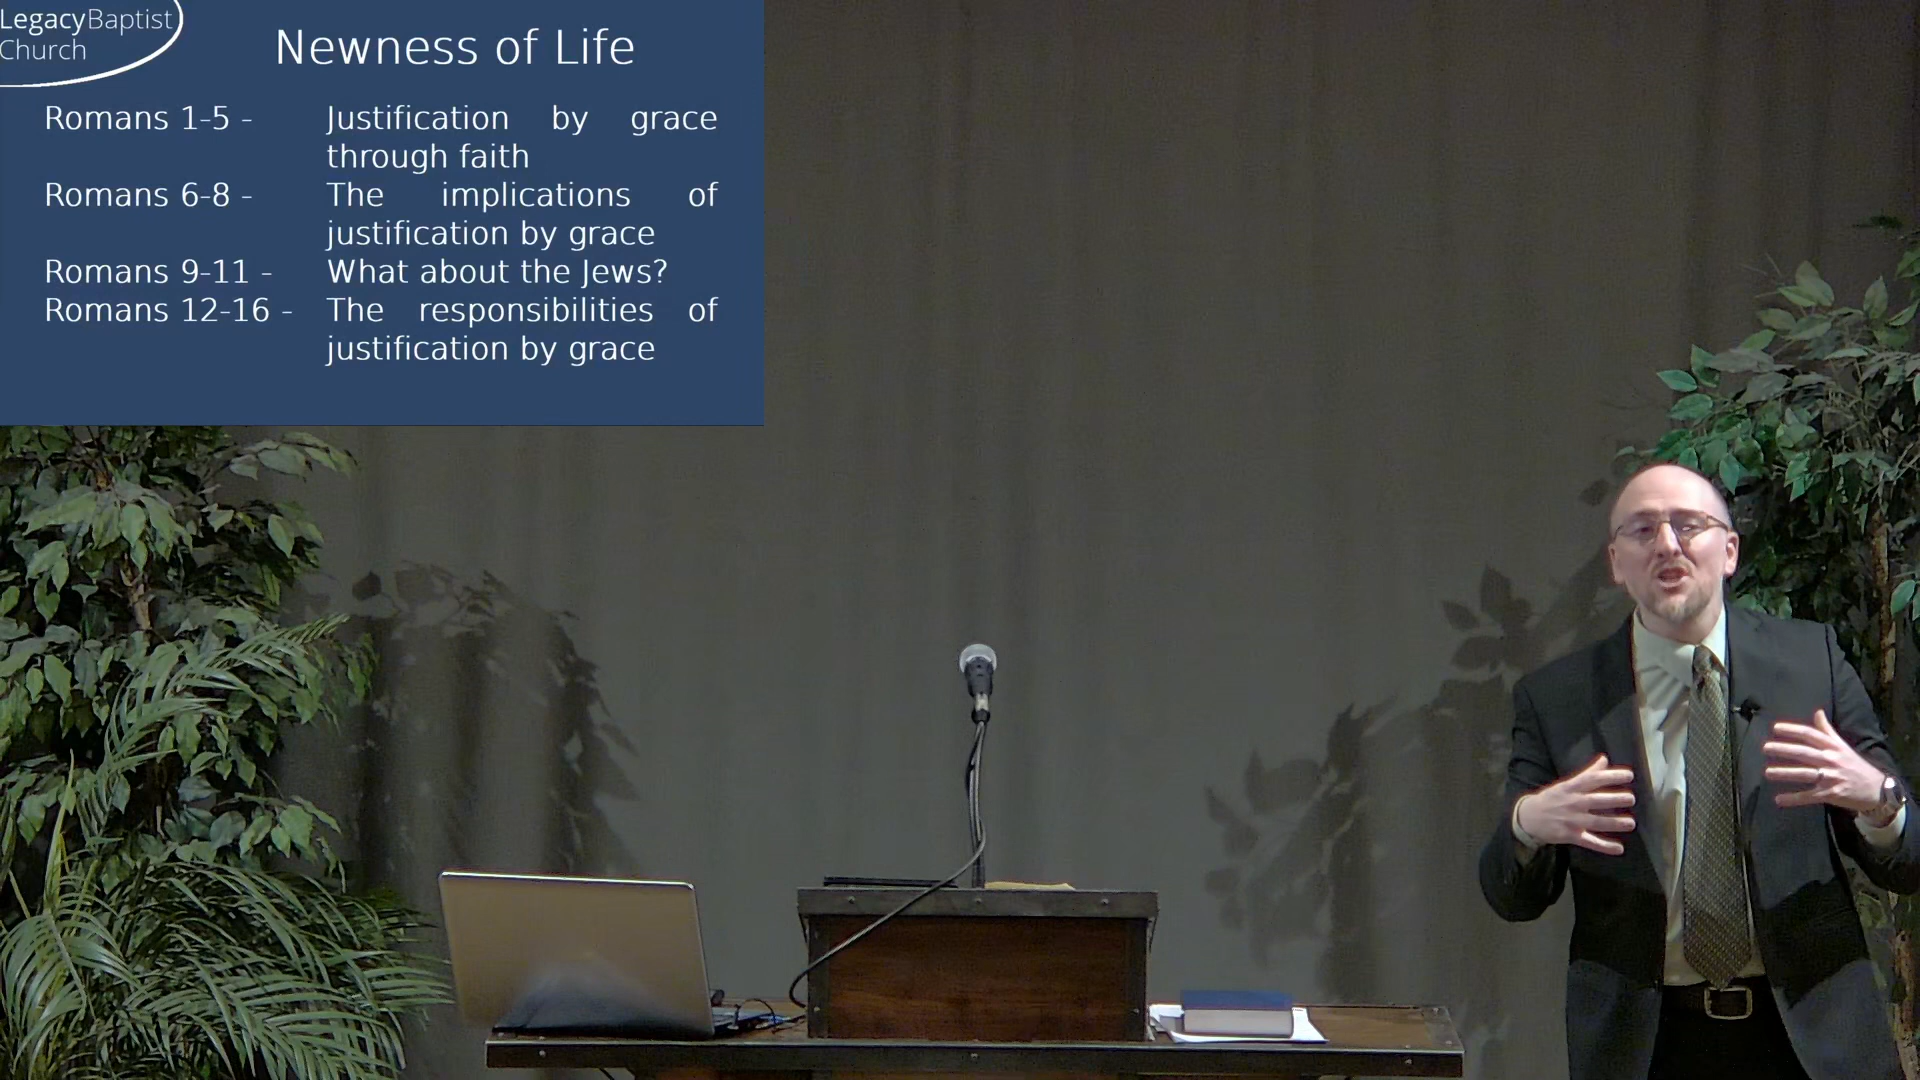 LegacyBaptist
Church
Newness of Life
Romans 1-5 - Justification by grace
through faith
Romans 6-8 - The implications of
justification by grace
Romans 9-11 - What about the Jews?
Romans 12-16 - The responsibilities of
justification by grace